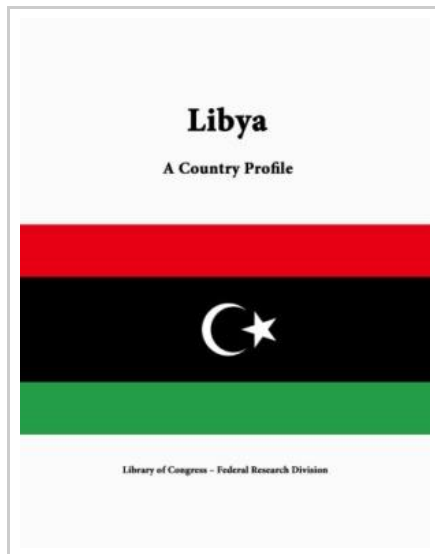 Libya
A Country Profile
Library of Congress – Federal Research Division